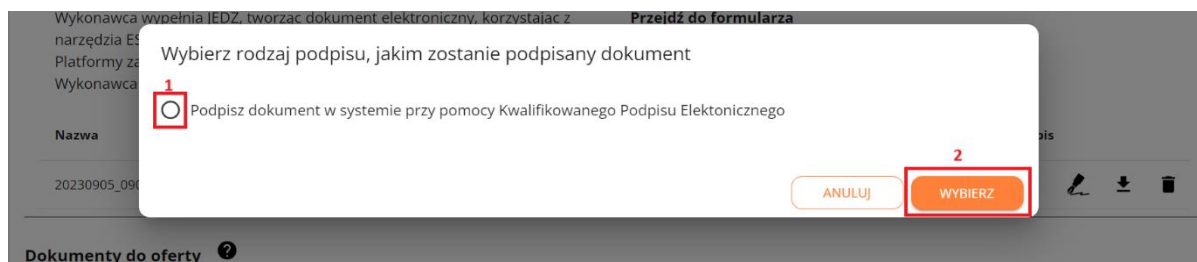 Wykonawca wypełnia JEDZ, tworząc dokument elektroniczny, korzystając z
Przejdź do formularza
narzędzia ES
Platformy za
Wykonawca
Wybierz rodzaj podpisu, jakim zostanie podpisany dokument
1
Podpisz dokument w systemie przy pomocy Kwalifikowanego Podpisu Elektonicznego
Nazwa
pis
2
20230905_090
ANULUJ
WYBIERZ
Dokumenty do oferty ?